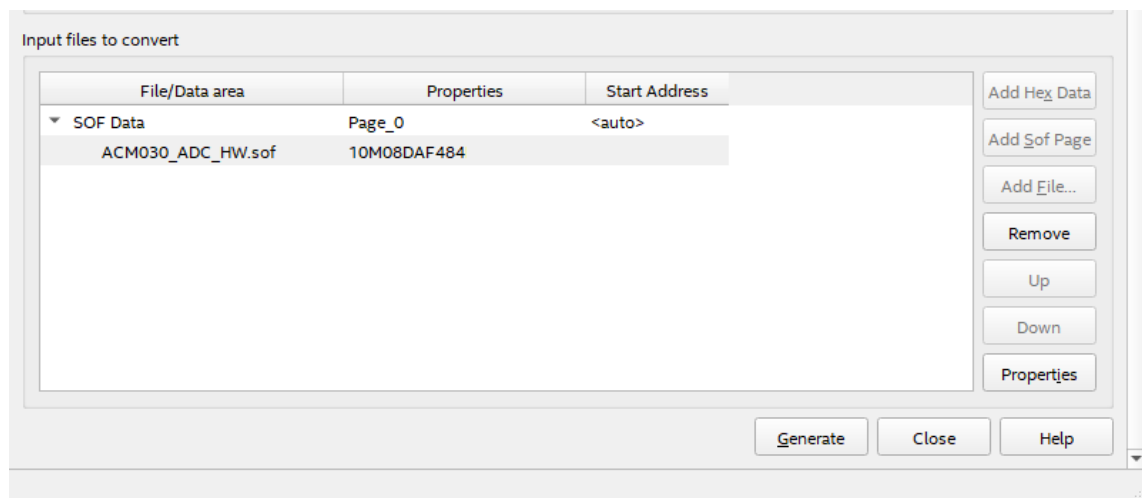 Input files to convert
File/Data area Properties Start Address
SOF Data Page_0 <auto>
ACM030_ADC_HW.sof 10M08DAF484
Add Hex Data
Add Sof Page
Add File...
Remove
Up
Down
Properties
Generate Close Help